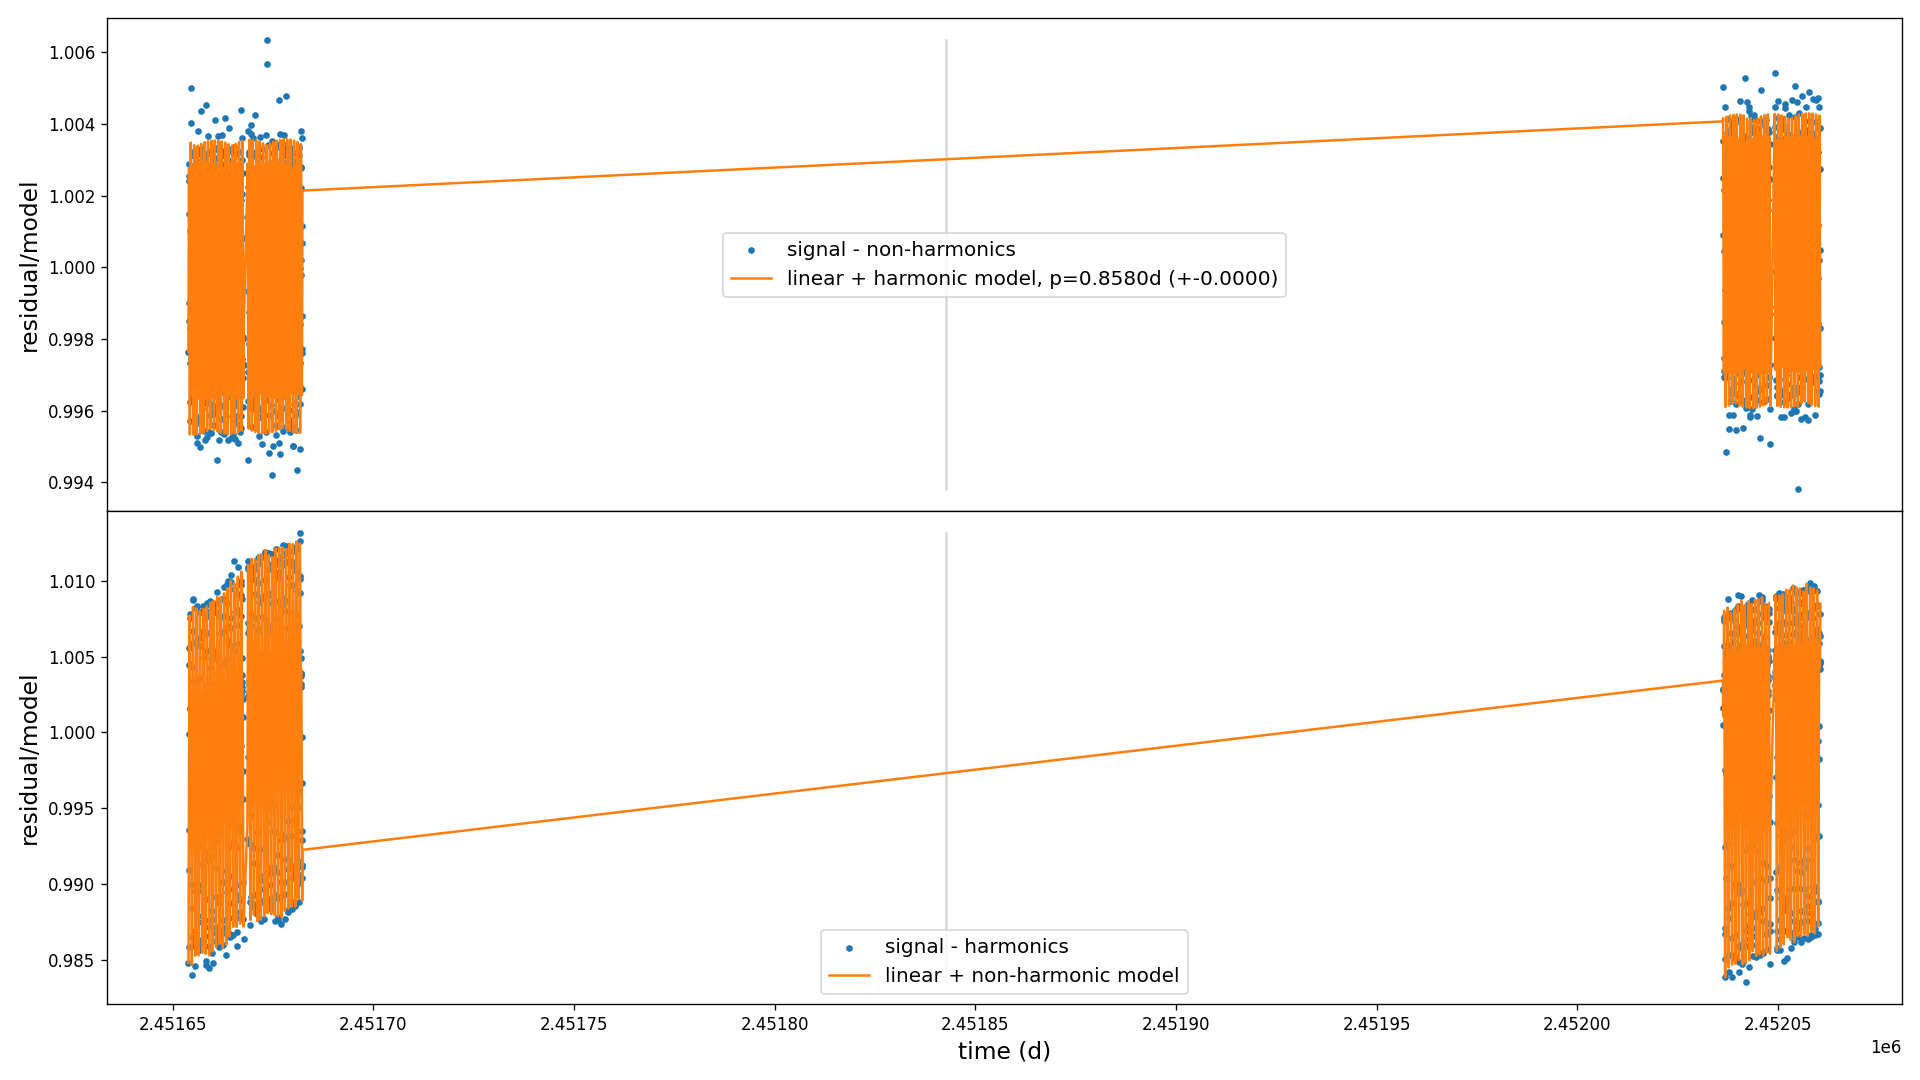 1.006
1.004
1.002
1.000
0.998
0.996
0.994
residual/model
signal - non-harmonics
linear + harmonic model, p=0.8580d (+-0.0000)
1.010
1.005
1.000
0.995
0.990
0.985
residual/model
signal - harmonics
linear + non-harmonic model
2.45165 2.45170 2.45175 2.45180 2.45185 2.45190 2.45195 2.45200 2.45205
1e6
time (d)